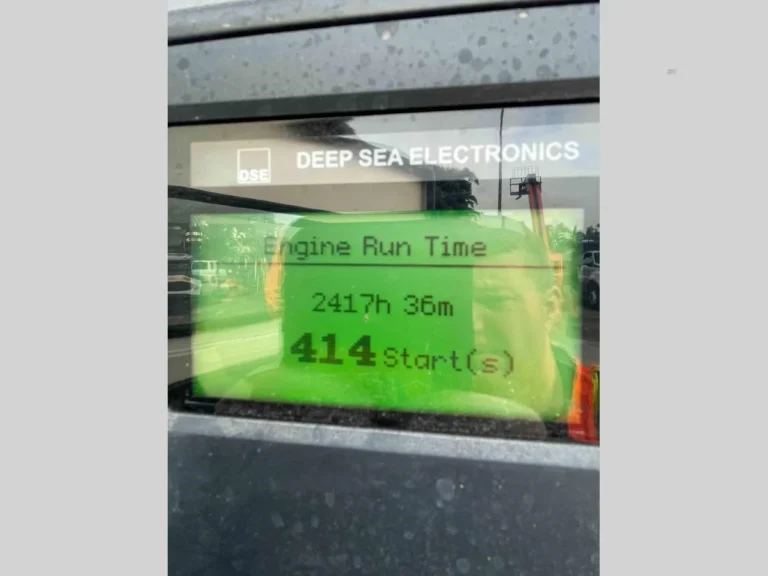 DSE DEEP SEA ELECTRONICS
Engine Run Time
2417h 36m
414 Start(s)